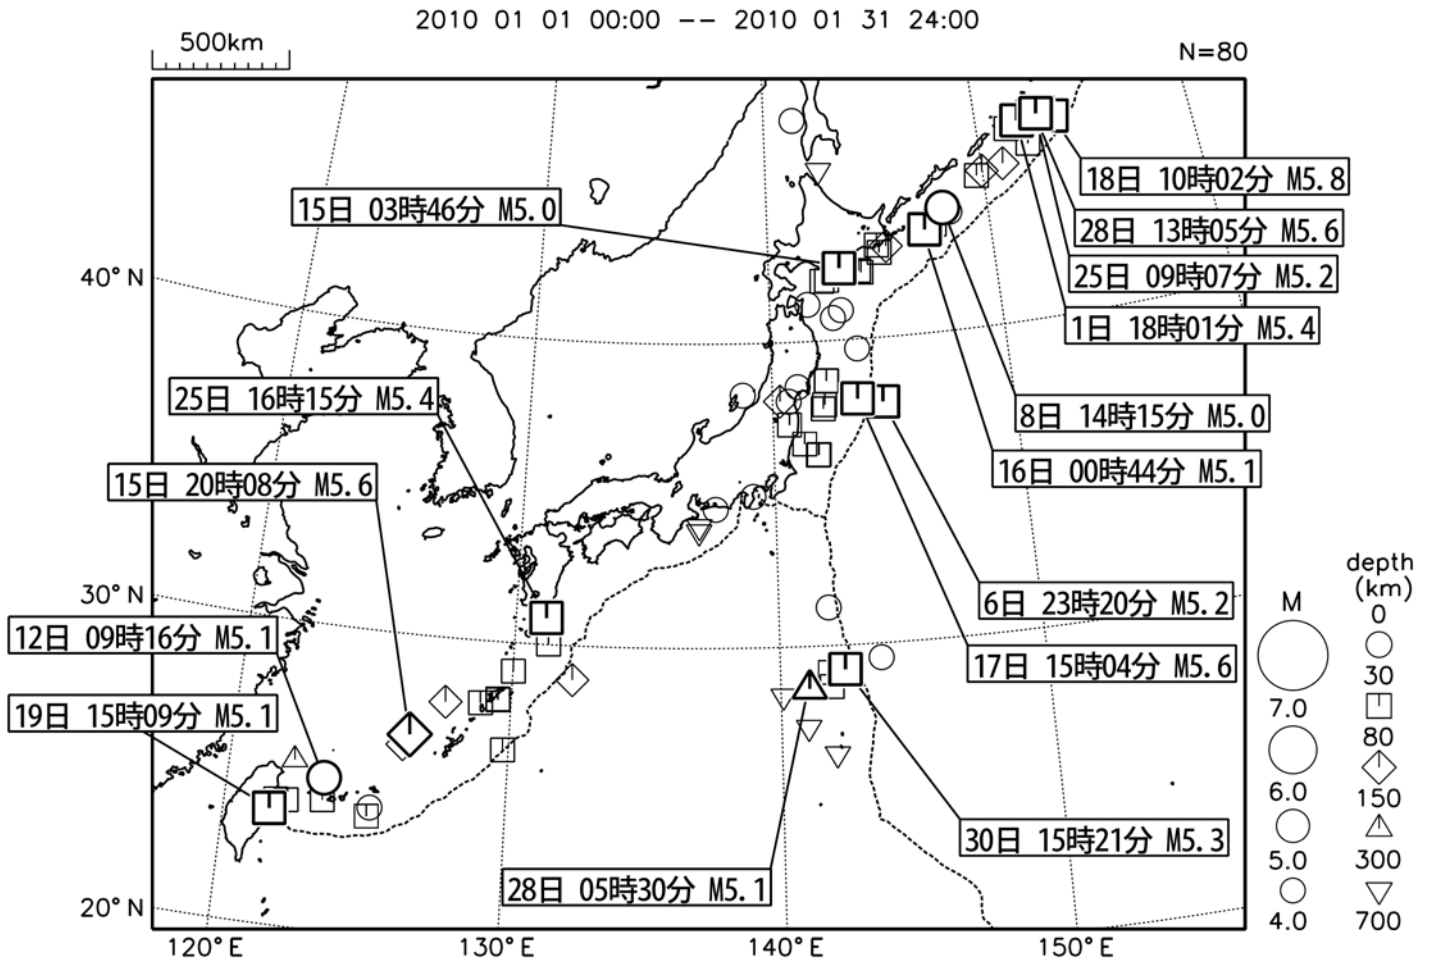 2010 01 01 00:00 -- 2010 01 31 24:00
500km
N=80
18日 10時02分 M5.8
15日 03時46分 M5.0
28日 13時05分 M5.6
25日 09時07分 M5.2
40°N
1日 18時01分 M5.4
25日 16時15分 M5.4
8日 14時15分 M5.0
16日 00時44分 M5.1
15日 20時08分 M5.6
30°N
6日 23時20分 M5.2
12日 09時16分 M5.1
17日 15時04分 M5.6
19日 15時09分 M5.1
30日 15時21分 M5.3
28日 05時30分 M5.1
20°N
120°E
130°E
140°E
150°E
M
7.0
6.0
5.0
4.0
depth
(km)
0
30
80
150
300
700